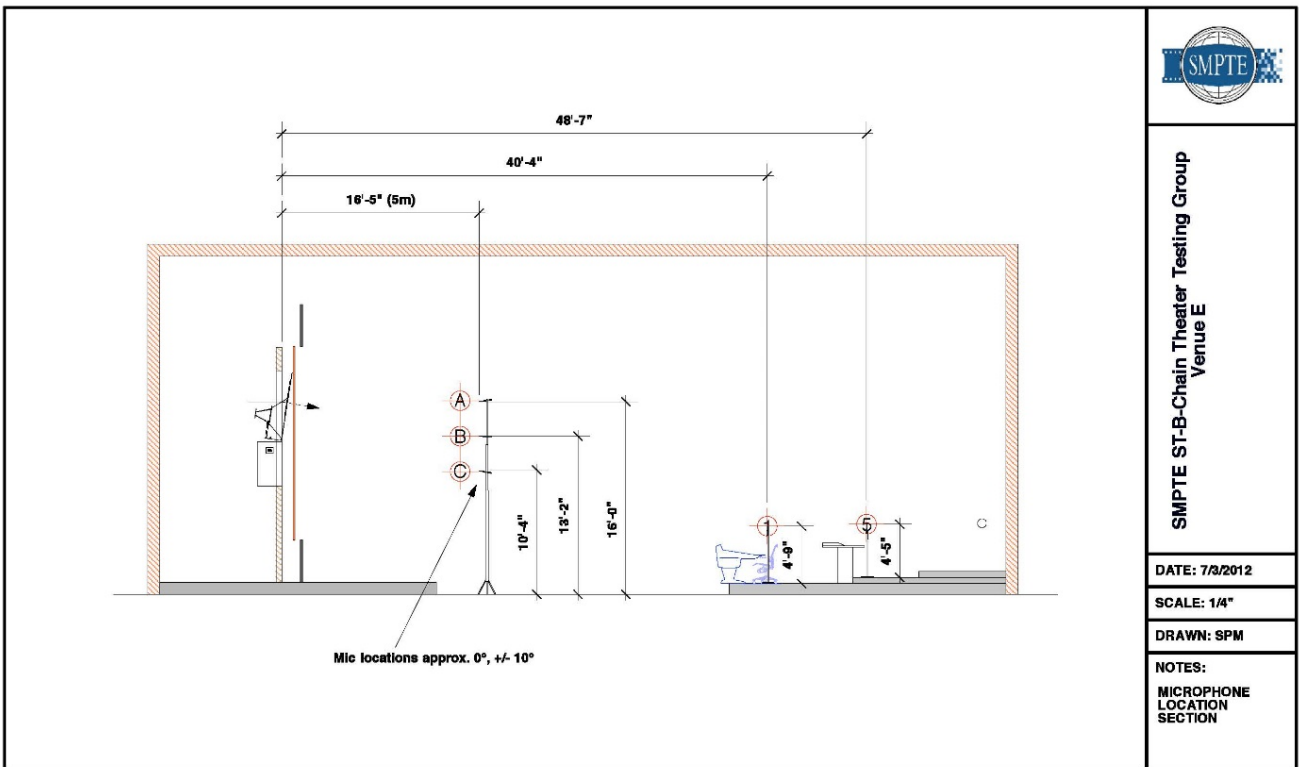 48'-7"
40'-4"
16'-5" (5m)
A
B
C
10'-4"
13'-2"
16'-0"
1
4'-9"
5
4'-5"
C
Mic locations approx. 0°, +/- 10°
SMPTE
SMPTE ST-B-Chain Theater Testing Group
Venue E
DATE: 7/3/2012
SCALE: 1/4"
DRAWN: SPM
NOTES:
MICROPHONE
LOCATION
SECTION